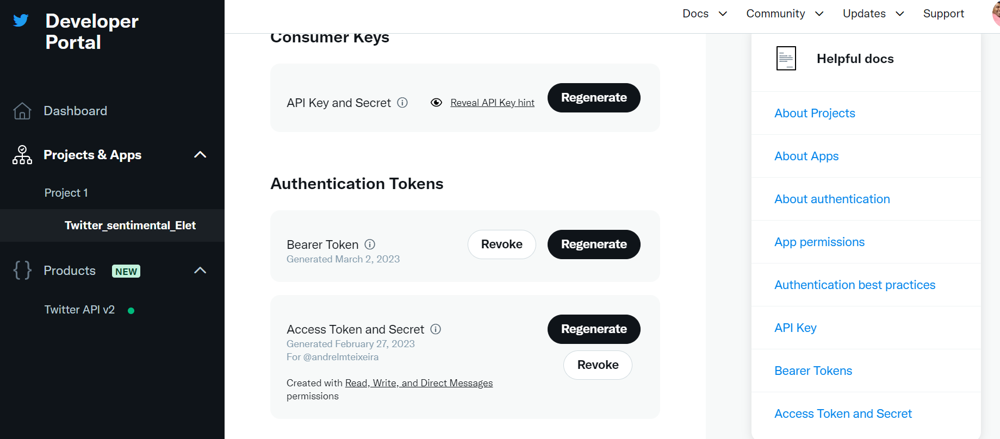 Developer
Portal
Docs
Community
Updates
Support
Dashboard
Projects & Apps
Project 1
Twitter_sentimental_Elet
Products NEW
Twitter API v2
Consumer Keys
API Key and Secret
Reveal API Key hint
Regenerate
Authentication Tokens
Bearer Token
Generated March 2, 2023
Revoke
Regenerate
Access Token and Secret
Generated February 27, 2023
For @andrelmteixeira
Regenerate
Revoke
Created with Read, Write, and Direct Messages
permissions
Helpful docs
About Projects
About Apps
About authentication
App permissions
Authentication best practices
API Key
Bearer Tokens
Access Token and Secret